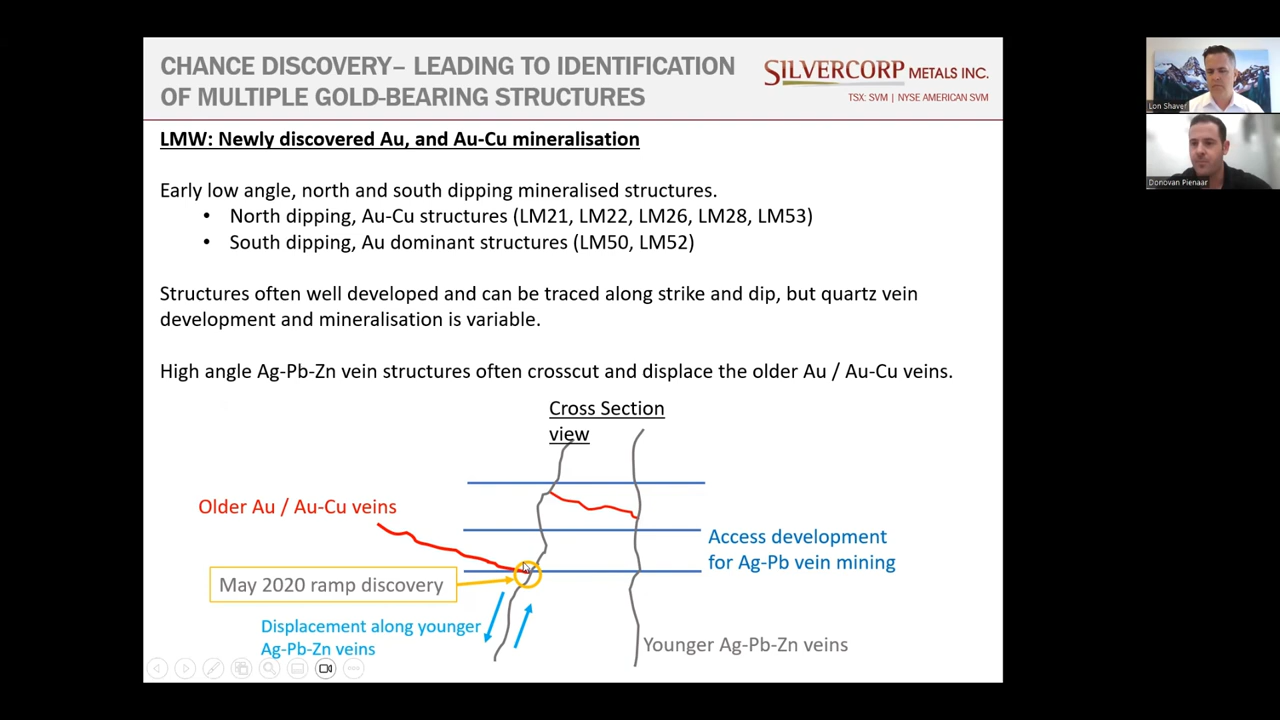 CHANCE DISCOVERY– LEADING TO IDENTIFICATION
OF MULTIPLE GOLD-BEARING STRUCTURES
SILVERCORP METALS INC.
TSX: SVM | NYSE AMERICAN SVM
Lon Shaver
Donovan Pienaar
LMW: Newly discovered Au, and Au-Cu mineralisation
Early low angle, north and south dipping mineralised structures.
• North dipping, Au-Cu structures (LM21, LM22, LM26, LM28, LM53)
• South dipping, Au dominant structures (LM50, LM52)
Structures often well developed and can be traced along strike and dip, but quartz vein
development and mineralisation is variable.
High angle Ag-Pb-Zn vein structures often crosscut and displace the older Au / Au-Cu veins.
Cross Section
view
Older Au / Au-Cu veins
Access development
for Ag-Pb vein mining
May 2020 ramp discovery
Displacement along younger
Ag-Pb-Zn veins
Younger Ag-Pb-Zn veins